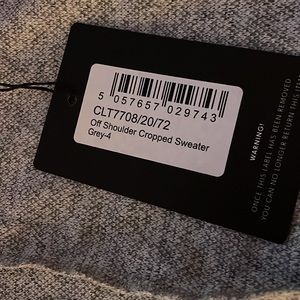 5 057657 029743
CLT7708/20/72
Off Shoulder Cropped Sweater
Grey-4
WARNING!
ONCE THIS LABEL HAS BEEN REMOVED
YOU CAN NO LONGER RETURN THIS ITEM